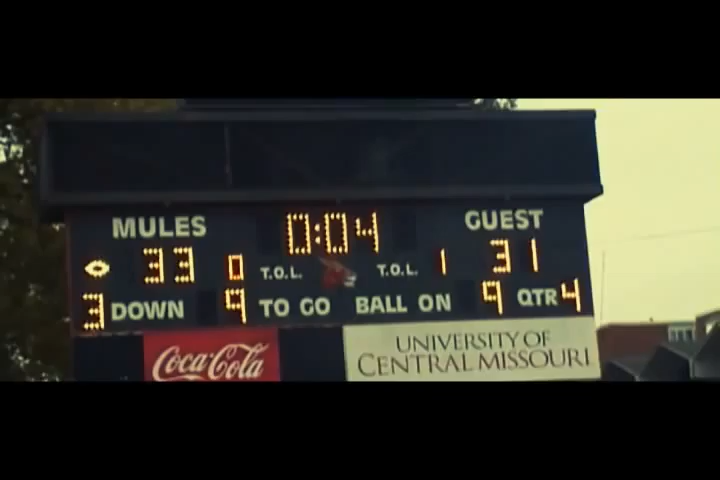 MULES 0:04 GUEST
33 0 T.O.L. T.O.L. 1 31
3 DOWN 9 TO GO BALL ON 9 QTR 4
Coca-Cola
UNIVERSITY OF
CENTRAL MISSOURI